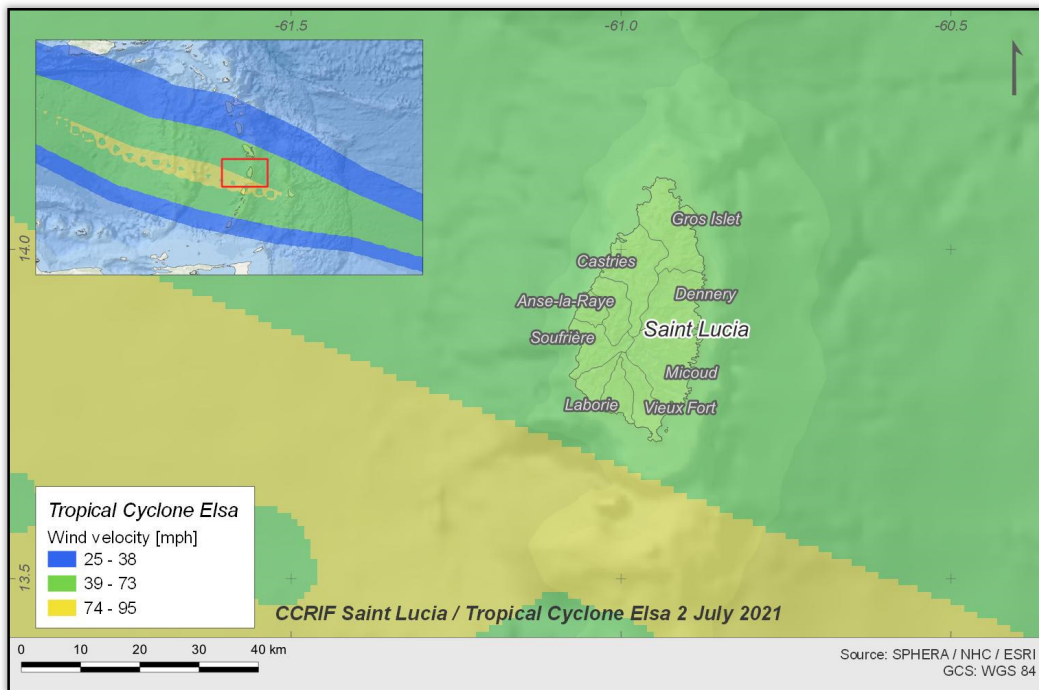 -61.5
-61.0
-60.5
14.0
Gros Islet
Castries
Dennery
Anse-la-Raye
Saint Lucia
Soufrière
Micoud
Laborie
Vieux Fort
13.5
Tropical Cyclone Elsa
Wind velocity [mph]
25 - 38
39 - 73
74 - 95
CCRIF Saint Lucia / Tropical Cyclone Elsa 2 July 2021
0 10 20 30 40 km
Source: SPHERA / NHC / ESRI
GCS: WGS 84